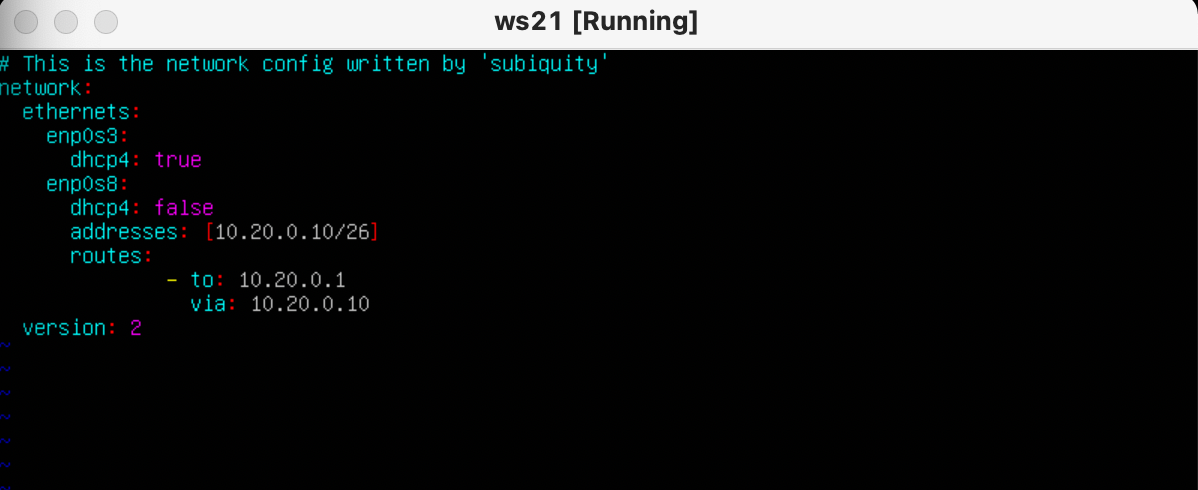 ws21 [Running]
# This is the network config written by 'subiquity'
network:
  ethernets:
    enp0s3:
      dhcp4: true
    enp0s8:
      dhcp4: false
      addresses: [10.20.0.10/26]
      routes:
              - to: 10.20.0.1
                via: 10.20.0.10
  version: 2
~
~
~
~
~
~
~